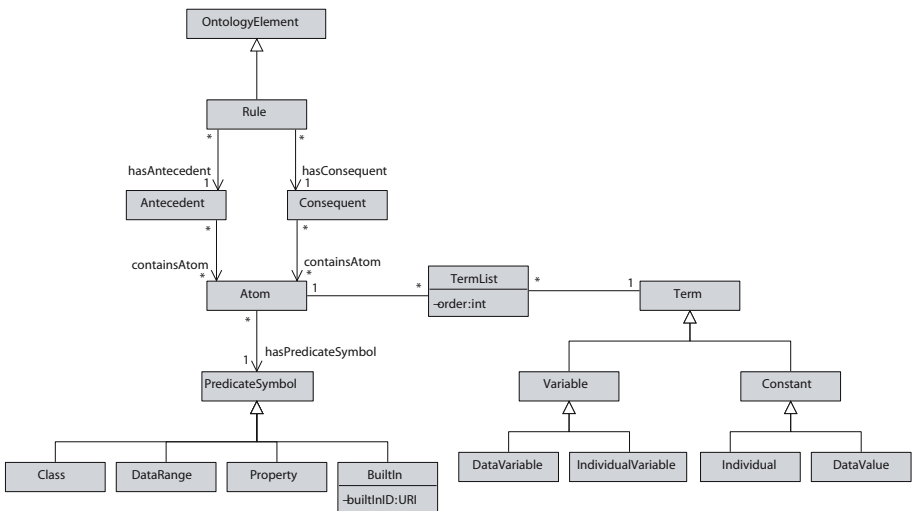 OntologyElement
Rule
* *
hasAntecedent hasConsequent
1 1
Antecedent Consequent
* *
containsAtom containsAtom
* *
Atom 1 * TermList * 1 Term
-order:int
*
hasPredicateSymbol
1
PredicateSymbol Variable Constant
Class DataRange Property BuiltIn DataVariable IndividualVariable Individual DataValue
-builtInID:URI